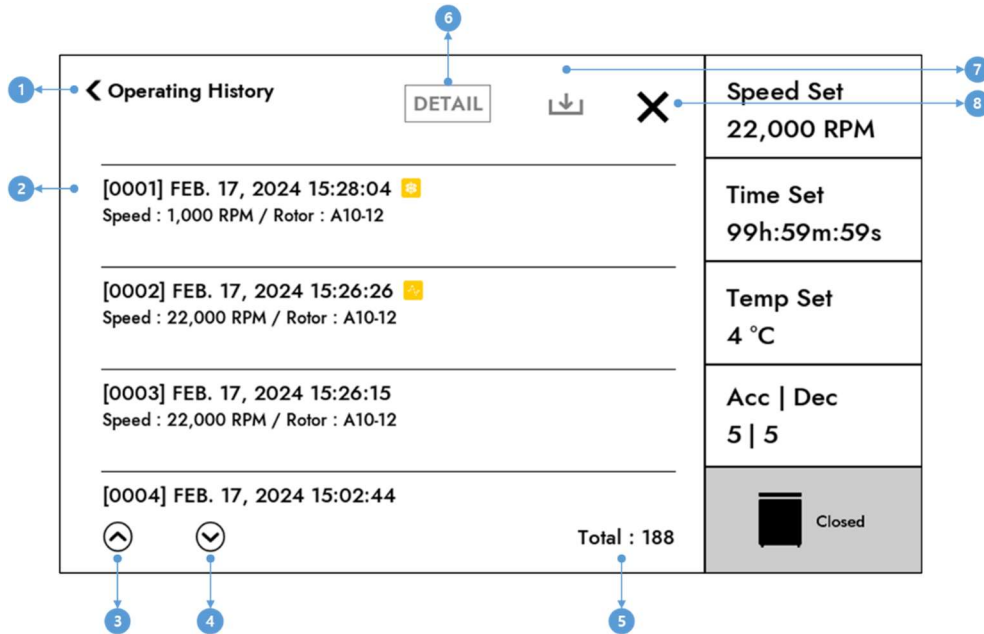 6
1
Operating History
DETAIL
7
8
Speed Set
22,000 RPM
2
[0001] FEB. 17, 2024 15:28:04
Speed : 1,000 RPM / Rotor : A10-12
Time Set
99h:59m:59s
[0002] FEB. 17, 2024 15:26:26
Speed : 22,000 RPM / Rotor : A10-12
Temp Set
4 °C
[0003] FEB. 17, 2024 15:26:15
Speed : 22,000 RPM / Rotor : A10-12
Acc | Dec
5 | 5
[0004] FEB. 17, 2024 15:02:44
Total : 188
Closed
3
4
5